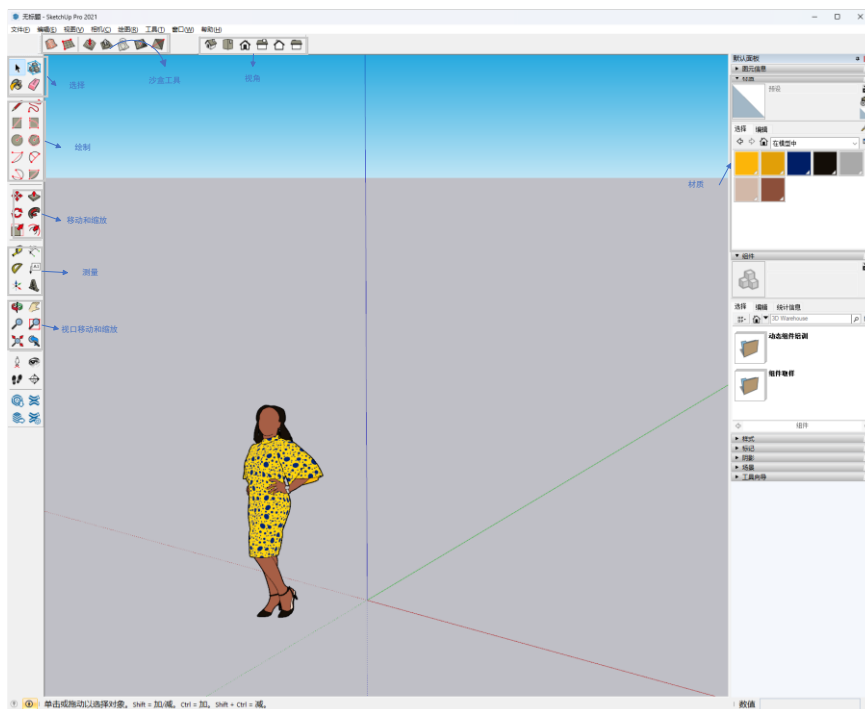 无标题 - SketchUp Pro 2021
文件(F) 编辑(E) 视图(V) 相机(C) 绘图(R) 工具(T) 窗口(W) 帮助(H)
选择
沙盒工具
视角
绘制
移动和缩放
测量
视口移动和缩放
材质
默认面板
图元信息
材质
预设
选择 编辑
在模型中
组件
选择 编辑 统计信息
3D Warehouse
动态组件培训
组件取样
组件
样式
标记
阴影
场景
工具向导
单击或拖动以选择对象。Shift = 加/减。Ctrl = 加。Shift + Ctrl = 减。
数值